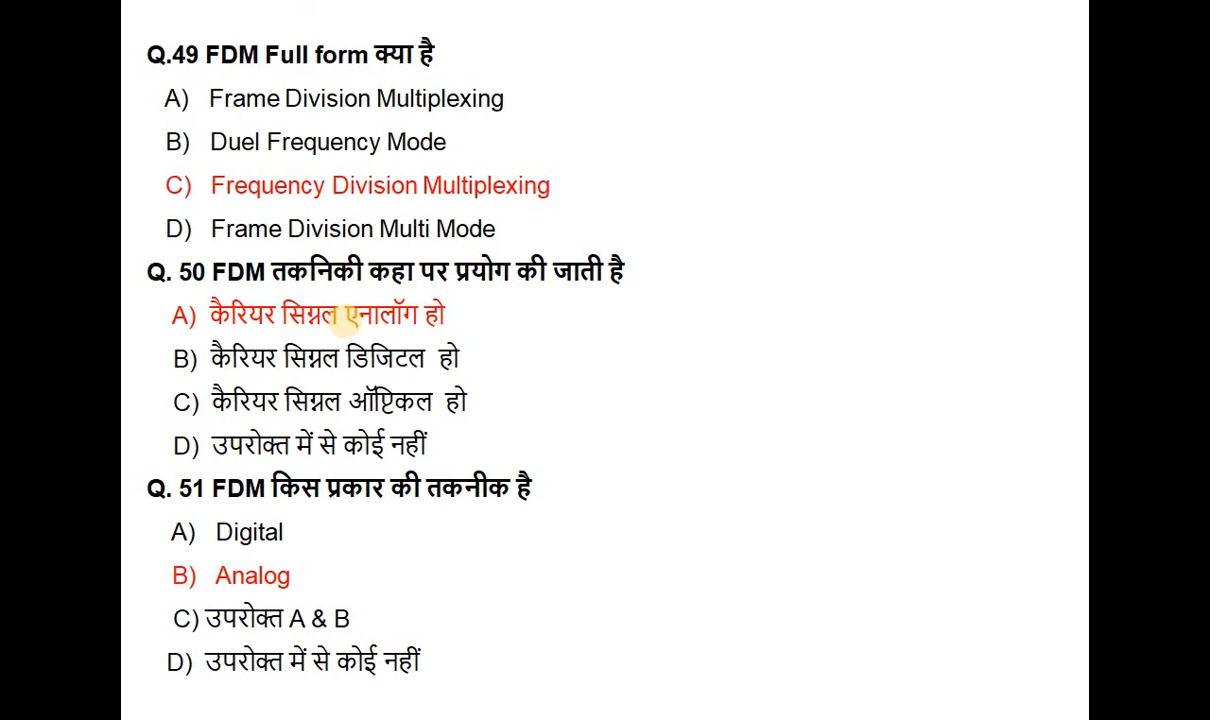 Q.49 FDM Full form क्या है
A) Frame Division Multiplexing
B) Duel Frequency Mode
C) Frequency Division Multiplexing
D) Frame Division Multi Mode
Q. 50 FDM तकनिकी कहा पर प्रयोग की जाती है
A) कैरियर सिग्नल एनालॉग हो
B) कैरियर सिग्नल डिजिटल हो
C) कैरियर सिग्नल ऑप्टिकल हो
D) उपरोक्त में से कोई नहीं
Q. 51 FDM किस प्रकार की तकनीक है
A) Digital
B) Analog
C) उपरोक्त A & B
D) उपरोक्त में से कोई नहीं